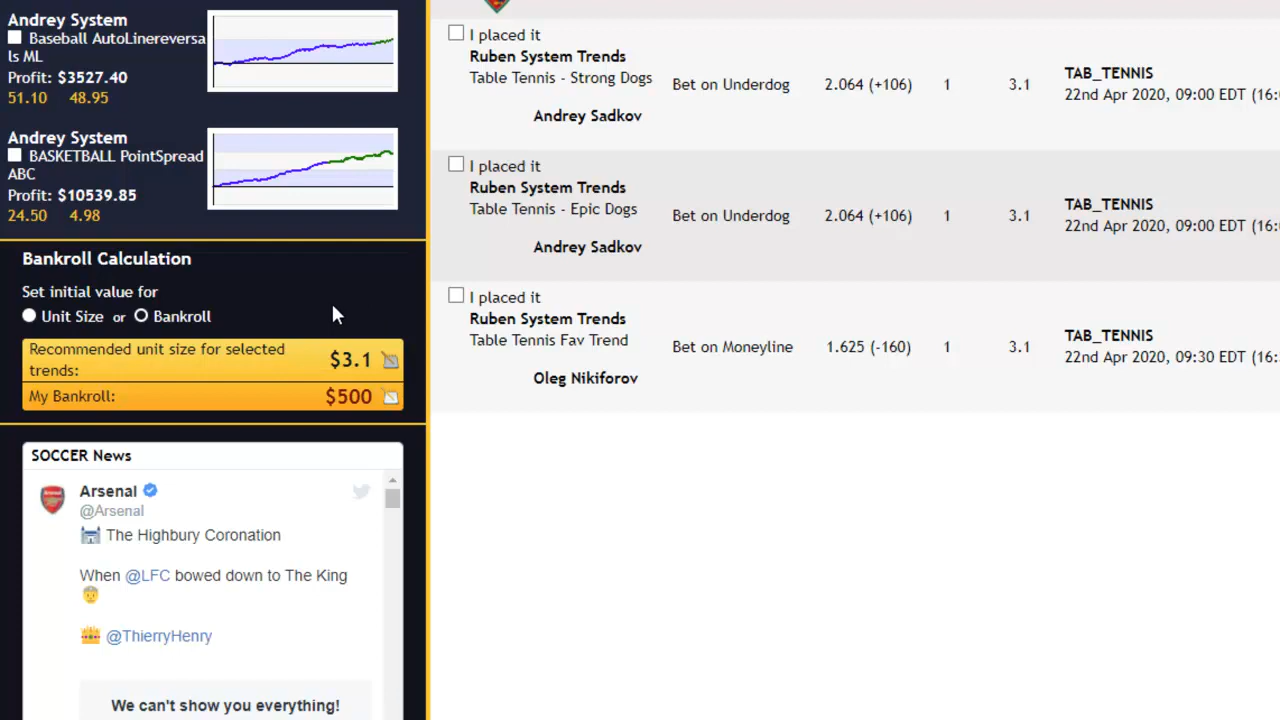 Andrey System
Baseball AutoLinereversa
ls ML
Profit: $3527.40
51.10 48.95
Andrey System
BASKETBALL PointSpread
ABC
Profit: $10539.85
24.50 4.98
Bankroll Calculation
Set initial value for
Unit Size or Bankroll
Recommended unit size for selected
trends:
$3.1
My Bankroll: $500
SOCCER News
Arsenal
@Arsenal
The Highbury Coronation
When @LFC bowed down to The King
@ThierryHenry
We can't show you everything!
I placed it
Ruben System Trends
Table Tennis - Strong Dogs
Andrey Sadkov
Bet on Underdog 2.064 (+106) 1 3.1
TAB_TENNIS
22nd Apr 2020, 09:00 EDT (16:0
I placed it
Ruben System Trends
Table Tennis - Epic Dogs
Andrey Sadkov
Bet on Underdog 2.064 (+106) 1 3.1
TAB_TENNIS
22nd Apr 2020, 09:00 EDT (16:
I placed it
Ruben System Trends
Table Tennis Fav Trend
Oleg Nikiforov
Bet on Moneyline 1.625 (-160) 1 3.1
TAB_TENNIS
22nd Apr 2020, 09:30 EDT (16: